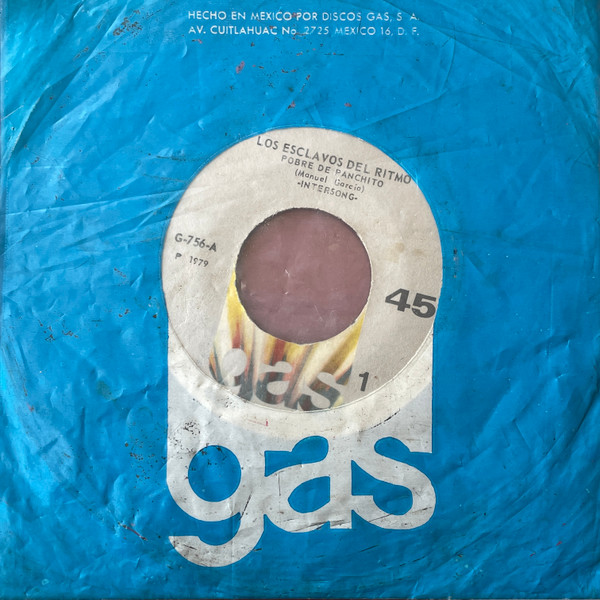 HECHO EN MEXICO POR DISCOS GAS, S. A.
AV. CUITLAHUAC No. 2725 MEXICO 16, D. F.
LOS ESCLAVOS DEL RITMO
POBRE DE PANCHITO
(Manuel García)
-INTERSONG-
G-756-A
P 1979
45
gas
1
gas